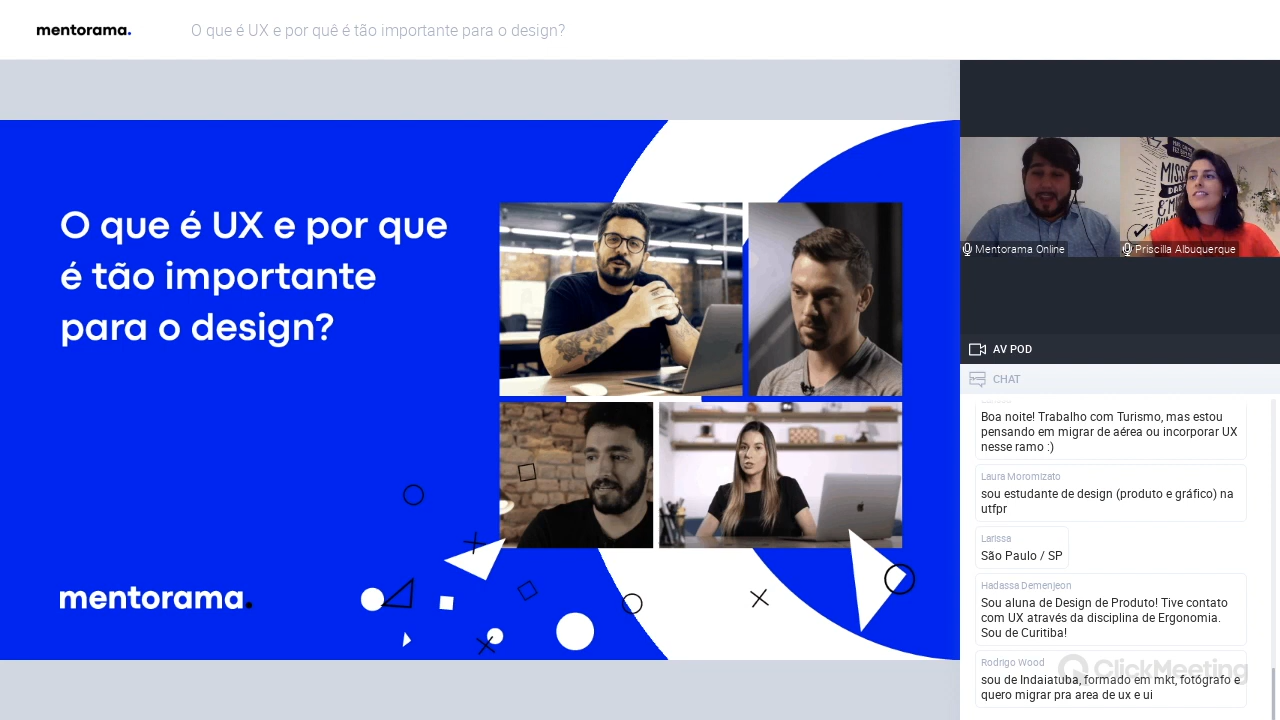 mentorama.
O que é UX e por quê é tão importante para o design?
O que é UX e por que
é tão importante
para o design?
mentorama.
Mentorama Online
Priscilla Albuquerque
AV POD
CHAT
Boa noite! Trabalho com Turismo, mas estou
pensando em migrar de aérea ou incorporar UX
nesse ramo :)
Laura Moromizato
sou estudante de design (produto e gráfico) na
utfpr
Larissa
São Paulo / SP
Hadassa Demenjeon
Sou aluna de Design de Produto! Tive contato
com UX através da disciplina de Ergonomia.
Sou de Curitiba!
Rodrigo Wood
ClickMeeting
sou de Indaiatuba, formado em mkt, fotógrafo e
quero migrar pra area de ux e ui